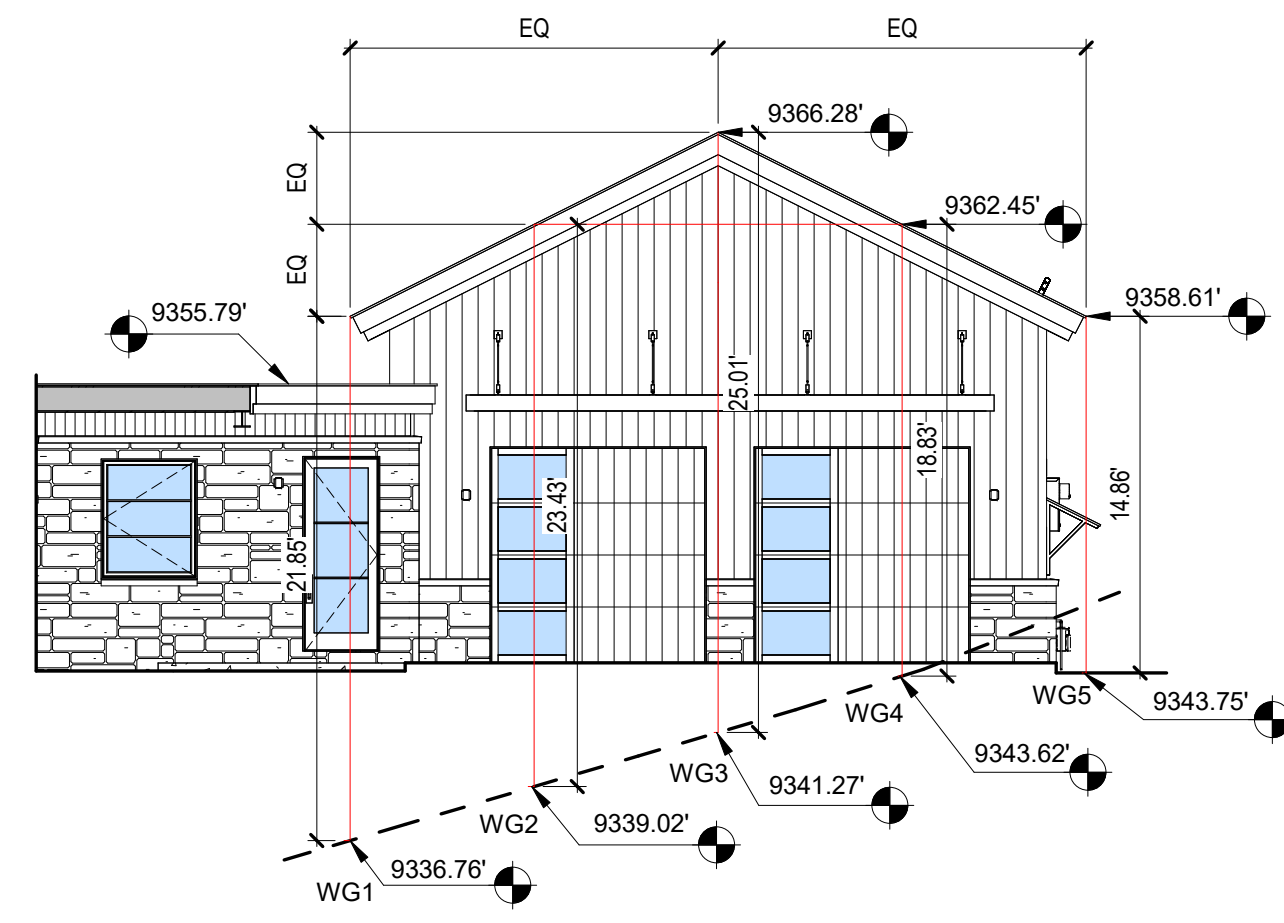 EQ
EQ
9366.28'
EQ
9362.45'
EQ
9358.61'
9355.79'
25.01'
18.83'
23.43'
14.86'
21.85'
WG5
9343.75'
WG4
9343.62'
WG3
9341.27'
WG2
9339.02'
WG1
9336.76'